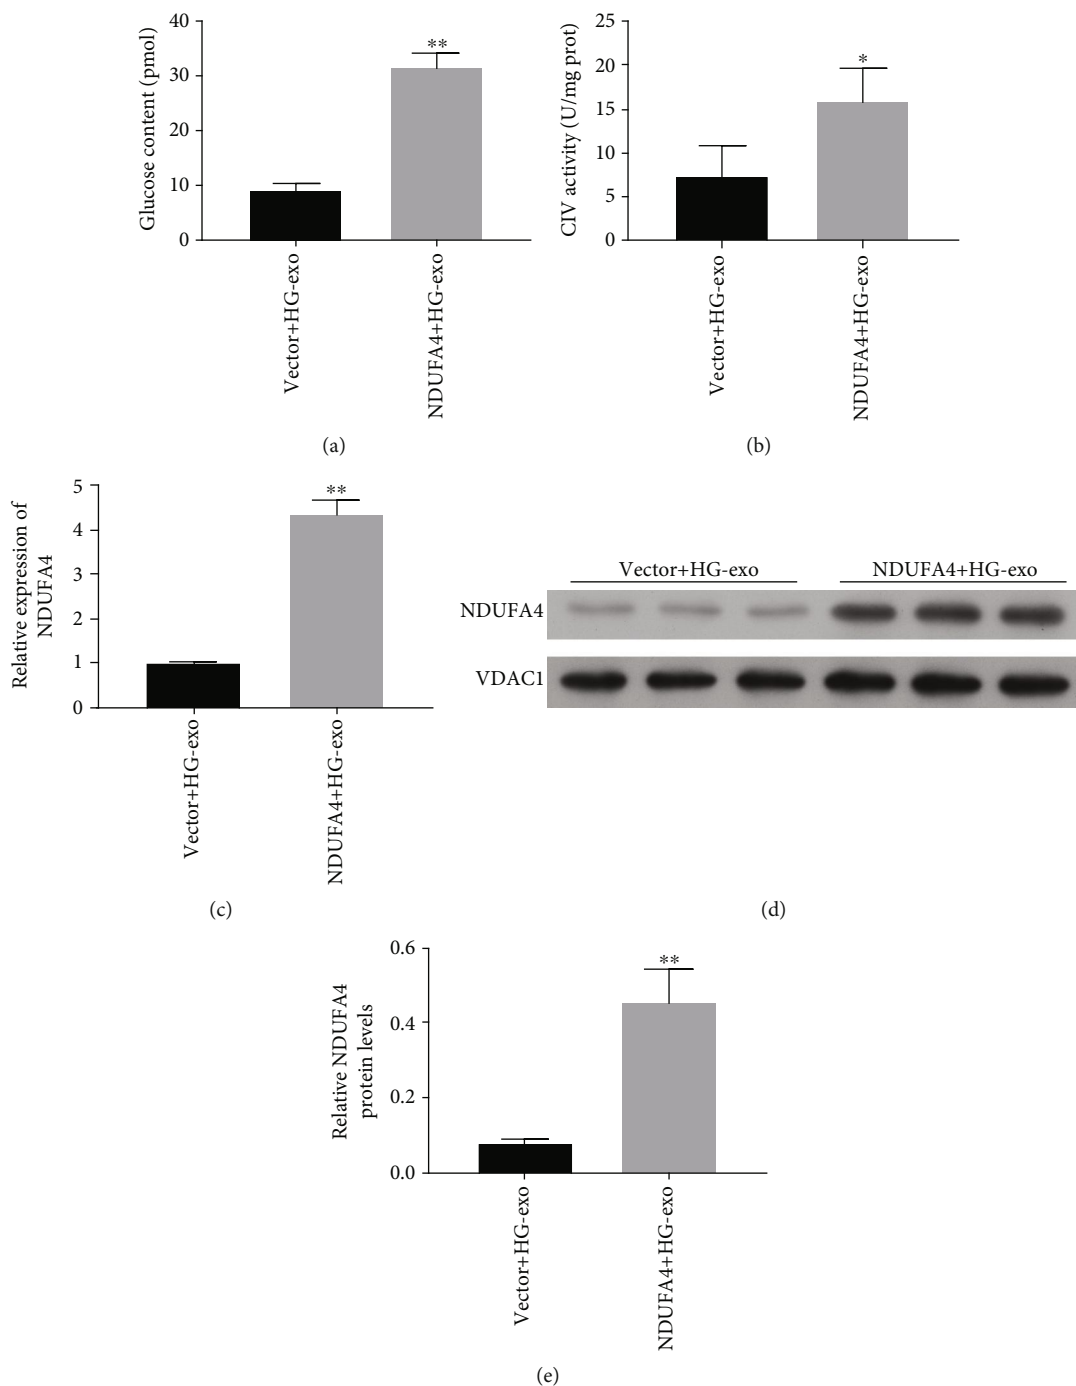 Glucose content (pmol)
40
30
20
10
0
**
Vector+HG-exo
NDUFA4+HG-exo
(a)
CIV activity (U/mg prot)
25
20
15
10
5
0
*
Vector+HG-exo
NDUFA4+HG-exo
(b)
Relative expression of
NDUFA4
5
4
3
2
1
0
**
Vector+HG-exo
NDUFA4+HG-exo
(c)
Vector+HG-exo
NDUFA4+HG-exo
NDUFA4
VDAC1
(d)
Relative NDUFA4
protein levels
0.6
0.4
0.2
0.0
**
Vector+HG-exo
NDUFA4+HG-exo
(e)